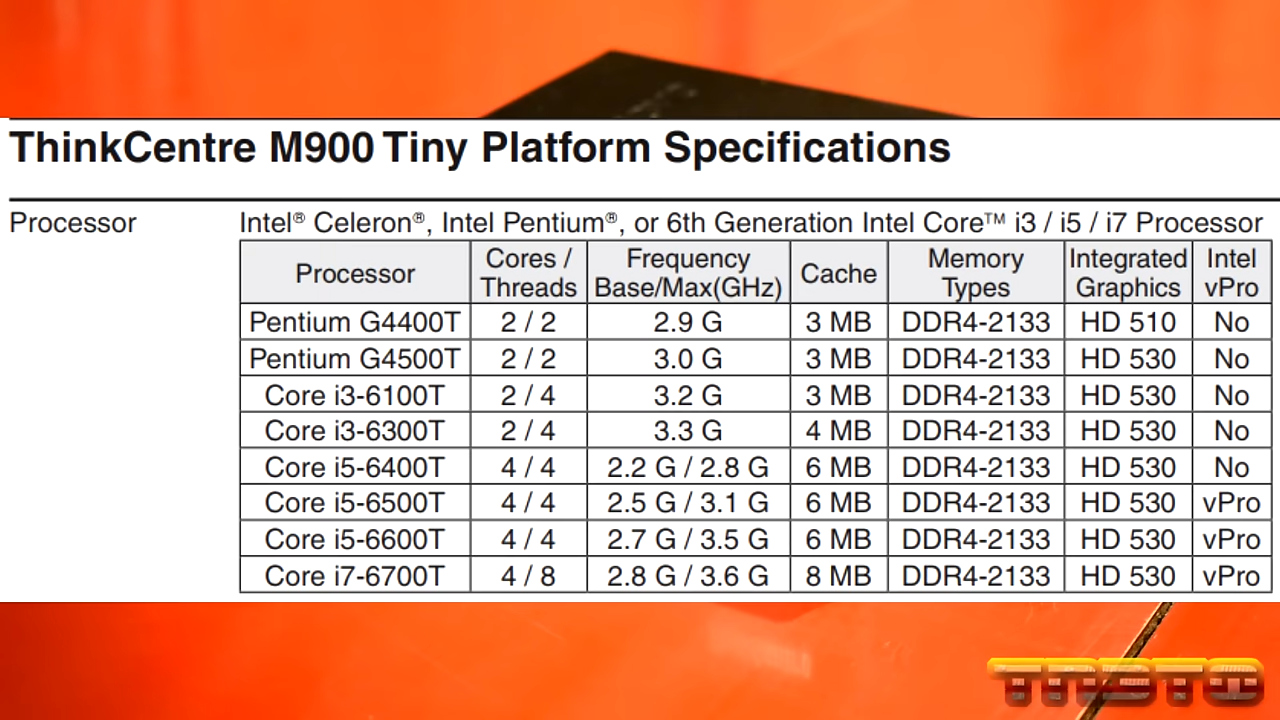 ThinkCentre M900 Tiny Platform Specifications
Processor Intel® Celeron®, Intel Pentium®, or 6th Generation Intel Core™ i3 / i5 / i7 Processor
Processor Cores / Threads Frequency Base/Max(GHz) Cache Memory Types Integrated Graphics Intel vPro
Pentium G4400T 2 / 2 2.9 G 3 MB DDR4-2133 HD 510 No
Pentium G4500T 2 / 2 3.0 G 3 MB DDR4-2133 HD 530 No
Core i3-6100T 2 / 4 3.2 G 3 MB DDR4-2133 HD 530 No
Core i3-6300T 2 / 4 3.3 G 4 MB DDR4-2133 HD 530 No
Core i5-6400T 4 / 4 2.2 G / 2.8 G 6 MB DDR4-2133 HD 530 No
Core i5-6500T 4 / 4 2.5 G / 3.1 G 6 MB DDR4-2133 HD 530 vPro
Core i5-6600T 4 / 4 2.7 G / 3.5 G 6 MB DDR4-2133 HD 530 vPro
Core i7-6700T 4 / 8 2.8 G / 3.6 G 8 MB DDR4-2133 HD 530 vPro